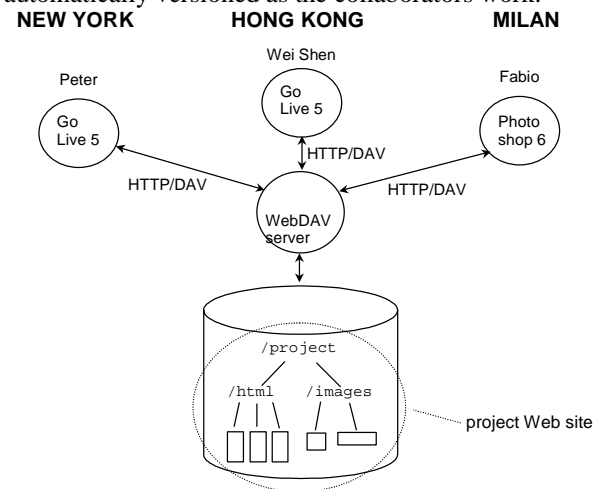 automatically versioned as the collaborators work.
NEW YORK HONG KONG MILAN
Wei Shen
Peter
Fabio
Go
Live 5
Go
Live 5
Photo
shop 6
HTTP/DAV
HTTP/DAV
HTTP/DAV
WebDAV
server
/project
/html /images
project Web site